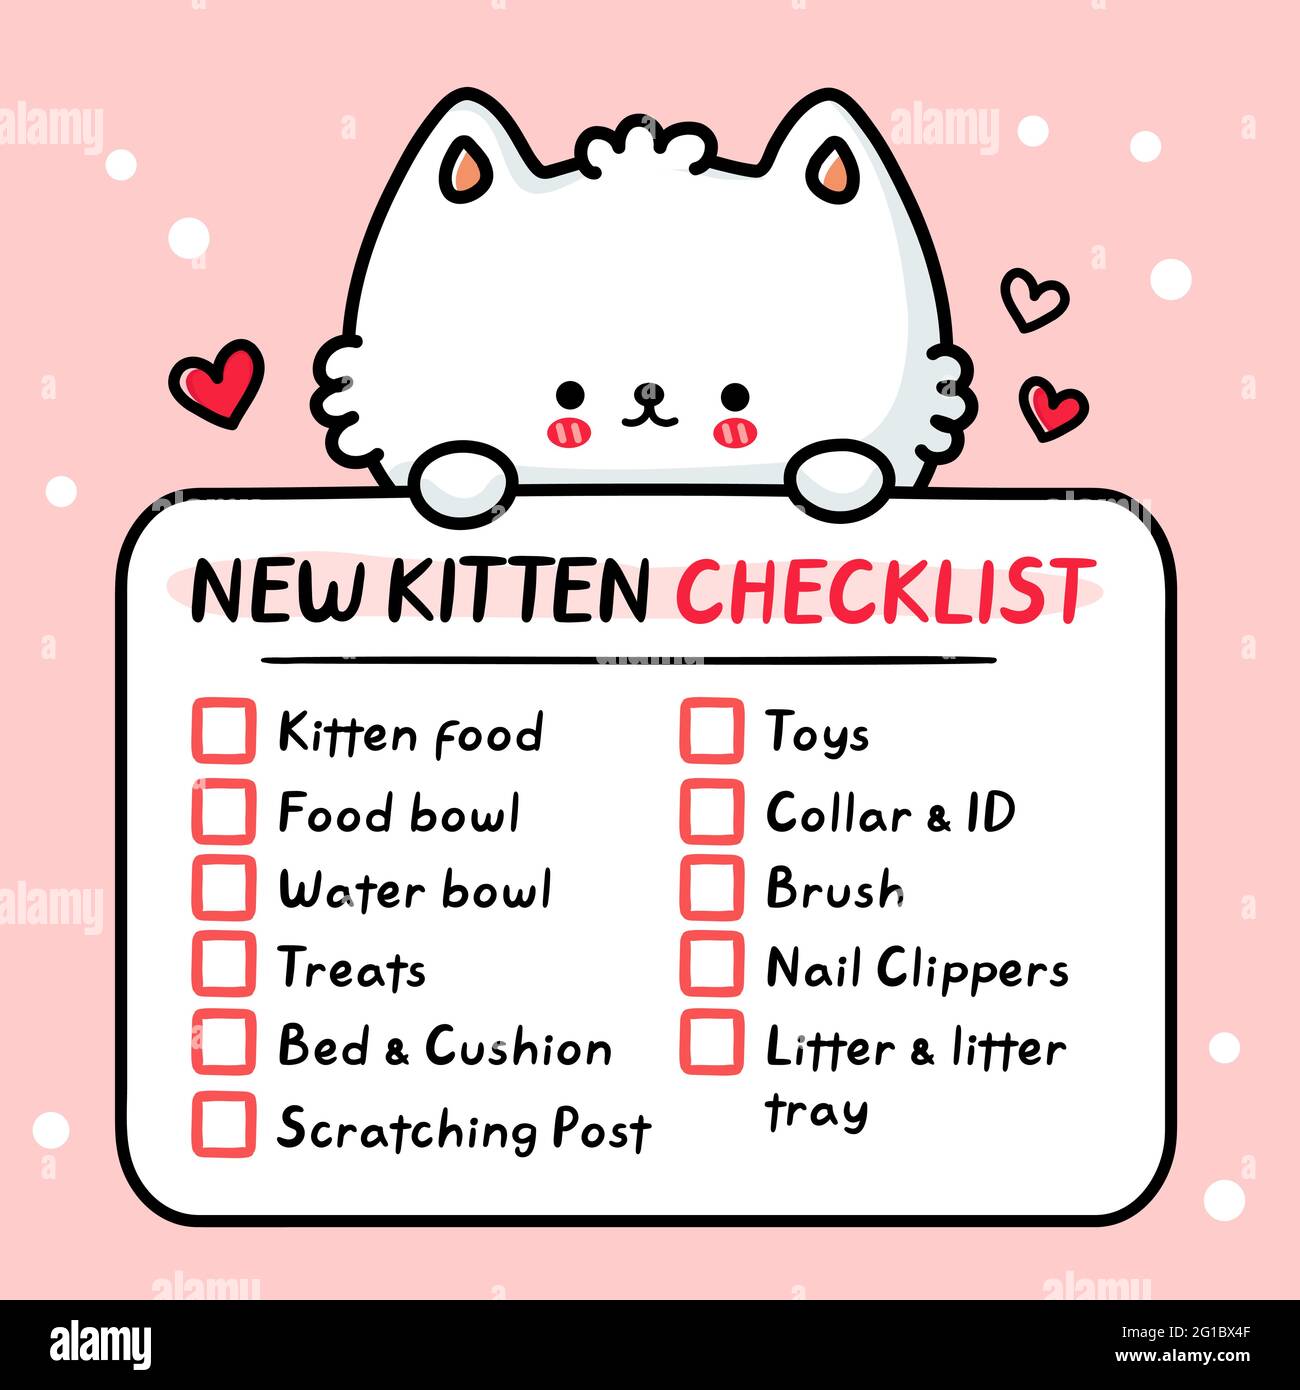 alamy
alamy
a
a
a
a
a
a
alamy
NEW KITTEN CHECKLIST
Kitten food
Food bowl
Water bowl
Treats
Bed & Cushion
Scratching Post
Toys
Collar & ID
Brush
Nail Clippers
Litter & litter
tray
a
a
alamy
a
a
a
alamy
alamy
alamy
Image ID: 2G1BX4F
www.alamy.com